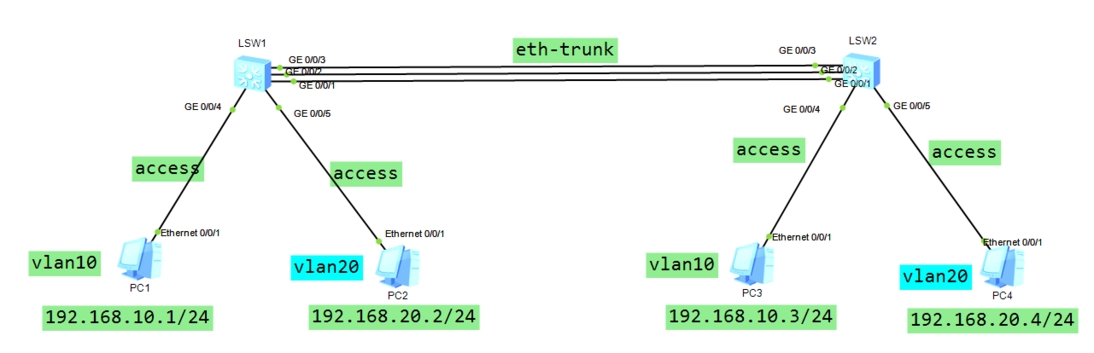 LSW1
eth-trunk
LSW2
GE 0/0/3
GE 0/0/3
GE 0/0/2
GE 0/0/2
GE 0/0/1
GE 0/0/1
GE 0/0/4
GE 0/0/5
GE 0/0/4
GE 0/0/5
access
access
access
access
Ethernet 0/0/1
Ethernet 0/0/1
Ethernet 0/0/1
Ethernet 0/0/1
vlan10
vlan20
vlan10
vlan20
PC1
PC2
PC3
PC4
192.168.10.1/24
192.168.20.2/24
192.168.10.3/24
192.168.20.4/24